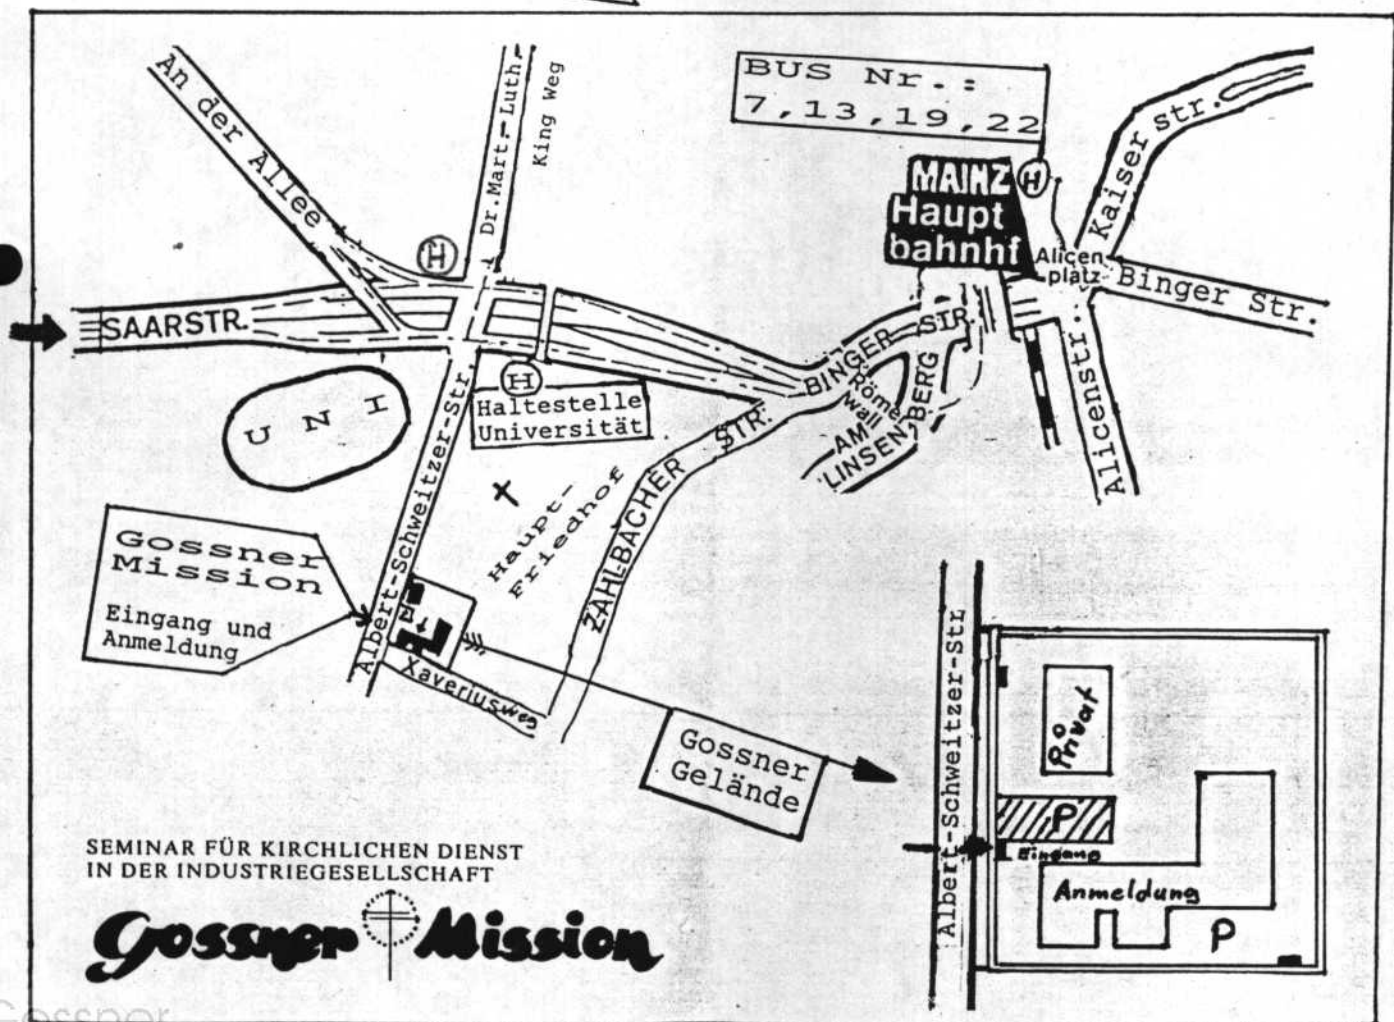 BUS Nr.:
7,13,19,22
An der Allee
Dr.Mart.-Luth.-
King Weg
Kaiser str.
MAINZ
Haupt
bahnhf
H
Alicen
platz
Binger Str.
H
SAARSTR.
BINGER STR.
Römer
wall
AM
LINSENBERG
Alicenstr.
H
Haltestelle
Universität
UNI
Albert-Schweitzer-Str.
Haupt-
Friedhof
ZAHLBACHER STR.
Gossner
Mission
Eingang und
Anmeldung
P
Xaveriusweg
Gossner
Gelände
Albert-Schweitzer-Str
Privat
P
Eingang
Anmeldung
P
SEMINAR FÜR KIRCHLICHEN DIENST
IN DER INDUSTRIEGESELLSCHAFT
Gossner Mission
Gossner